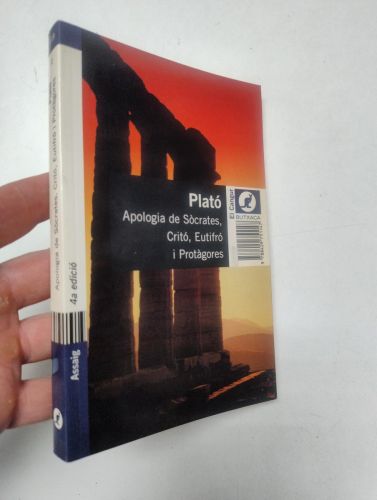 Plató
Apologia de Sòcrates,
Critó, Eutifró
i Protàgores
El Cangur
BUTXACA
Apologia de Sòcrates, Critó, Eutifró i Protàgores
4a edició
Assaig